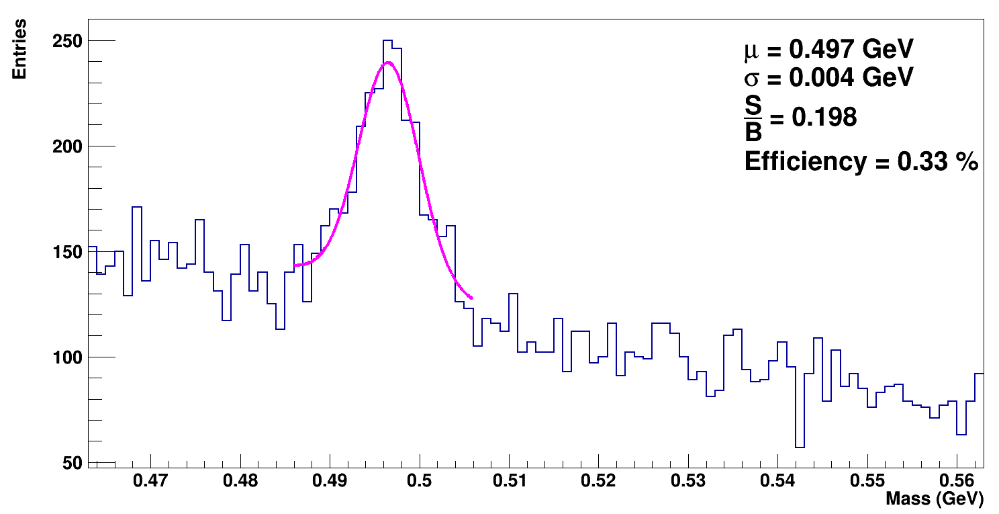 Entries
250
200
150
100
50
μ = 0.497 GeV
σ = 0.004 GeV
S
B
= 0.198
Efficiency = 0.33 %
0.47 0.48 0.49 0.5 0.51 0.52 0.53 0.54 0.55 0.56
Mass (GeV)